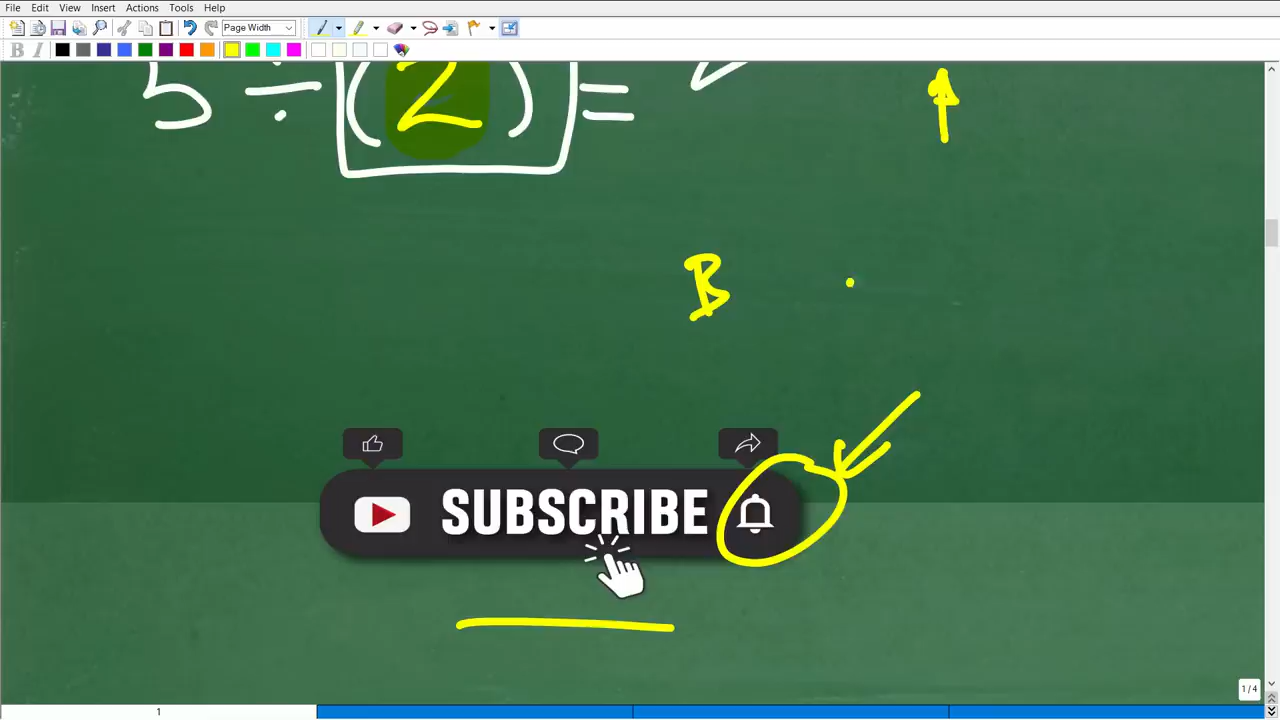 File Edit View Insert Actions Tools Help
Page Width
B I
5 ÷ ( 2 ) =
B
SUBSCRIBE
1/4
1